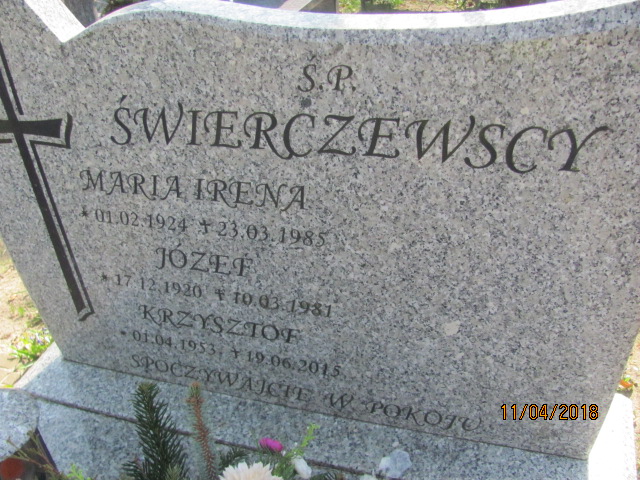 Ś.P.
ŚWIERCZEWSCY
MARIA IRENA
* 01.02.1924 ✝ 23.03.1985
JÓZEF
* 17.12.1920 ✝ 10.03.1981
KRZYSZTOF
* 01.04.1953 ✝ 19.06.2015
SPOCZYWAJCIE W POKOJU
11/04/2018